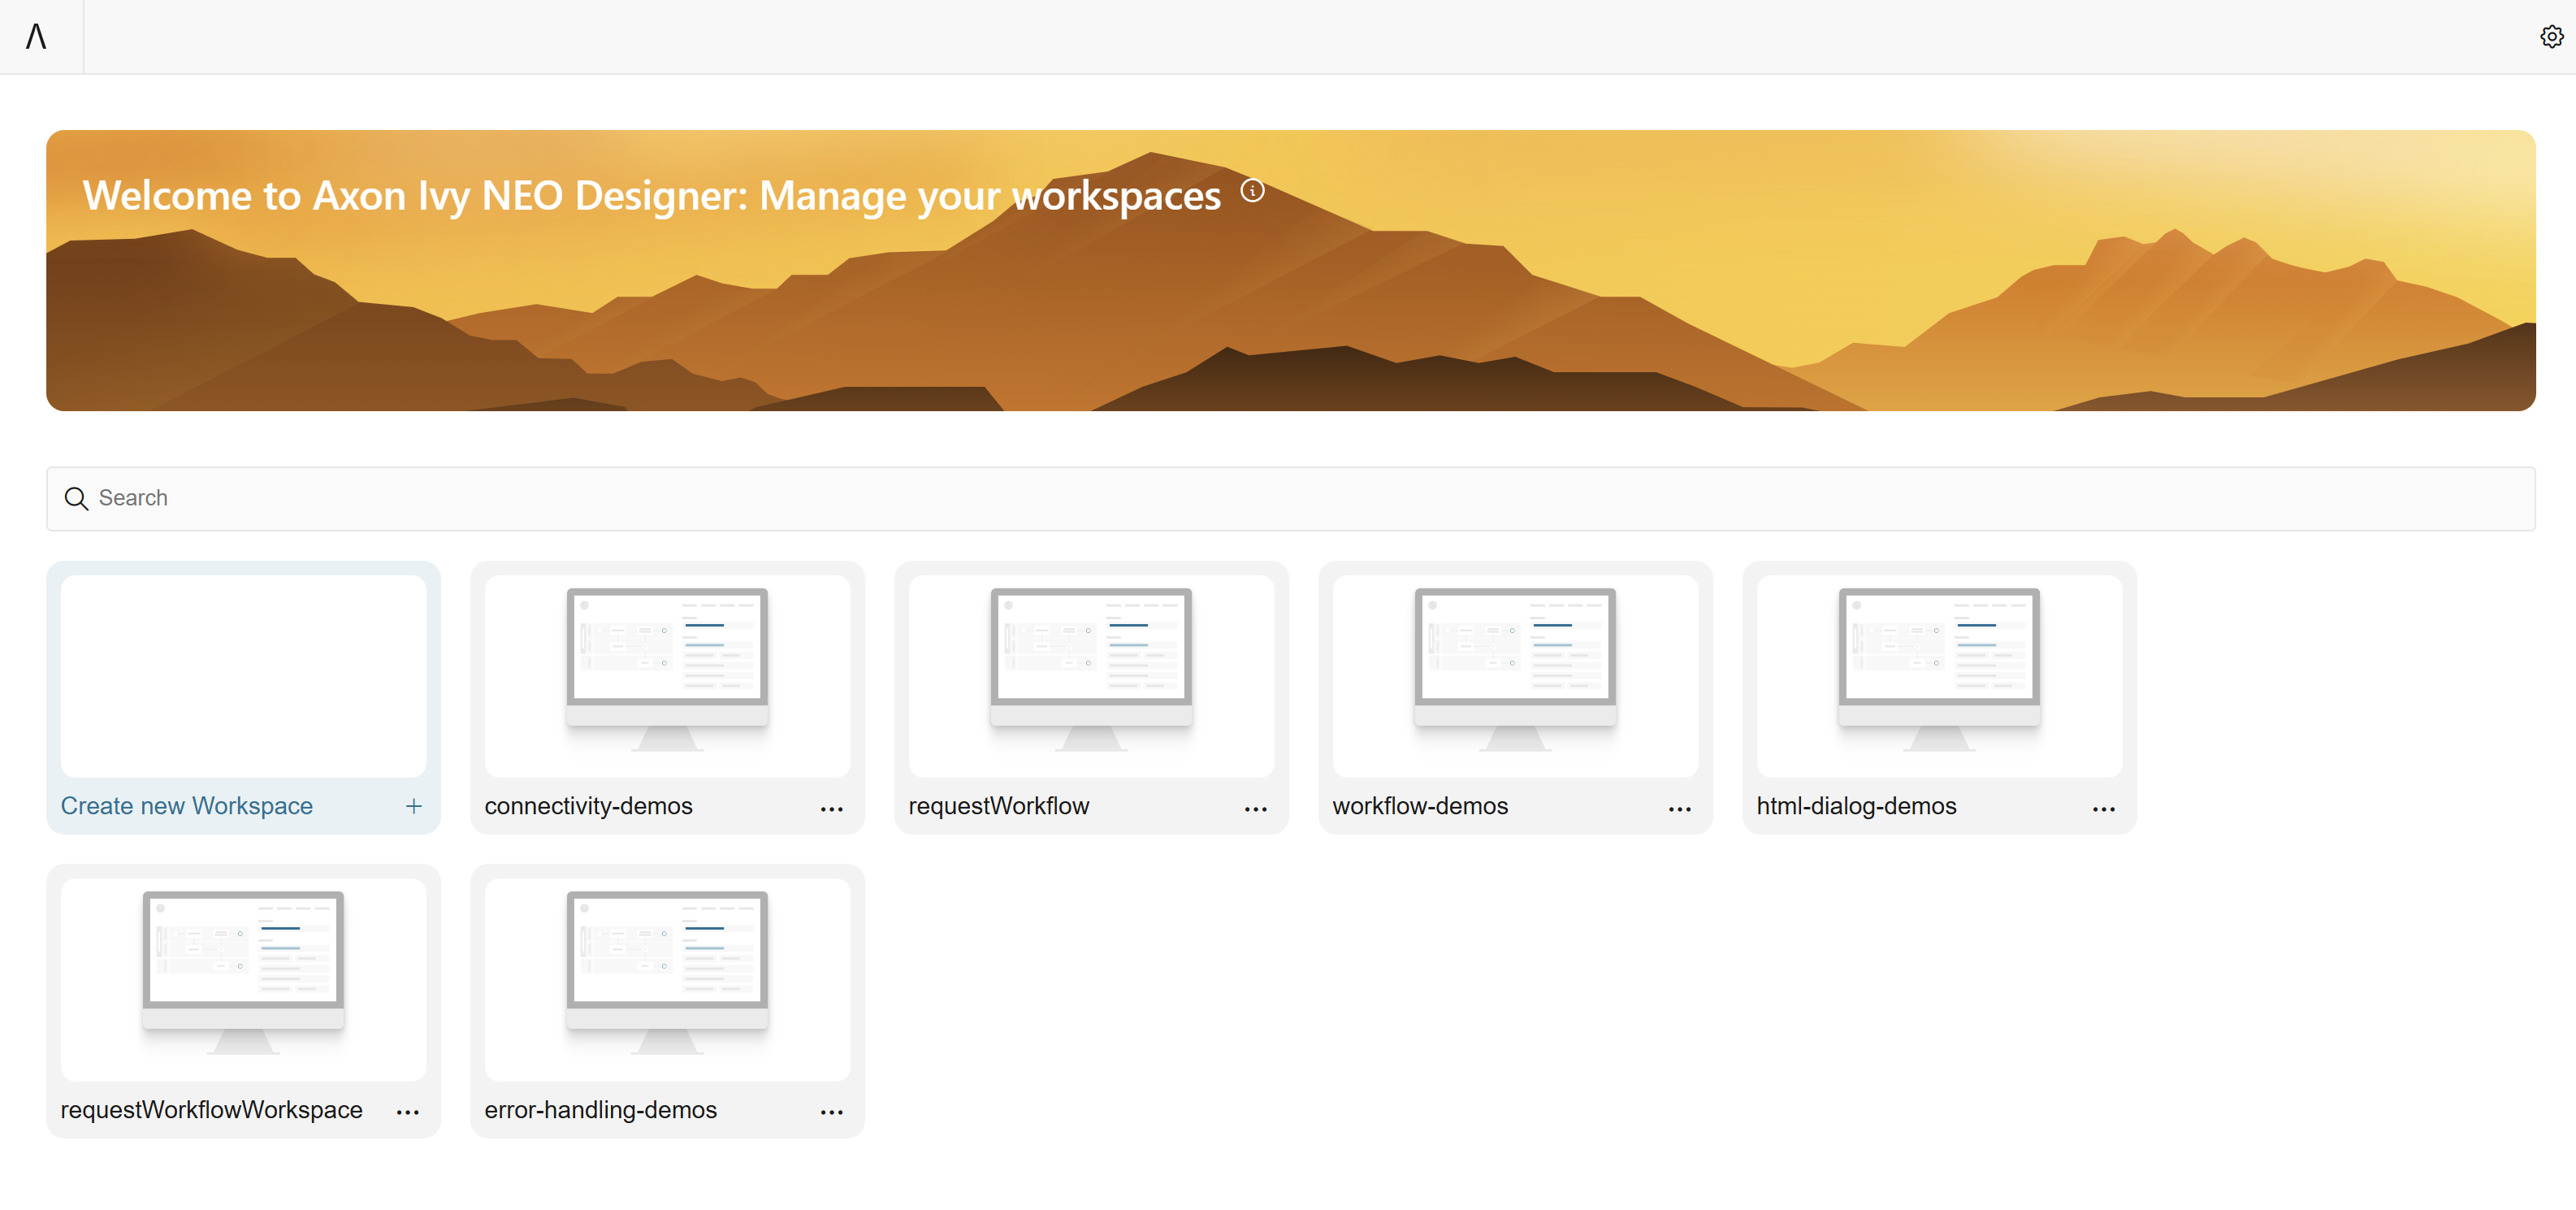 Welcome to Axon Ivy NEO Designer: Manage your workspaces
Search
Create new Workspace
connectivity-demos
requestWorkflow
workflow-demos
html-dialog-demos
requestWorkflowWorkspace
error-handling-demos